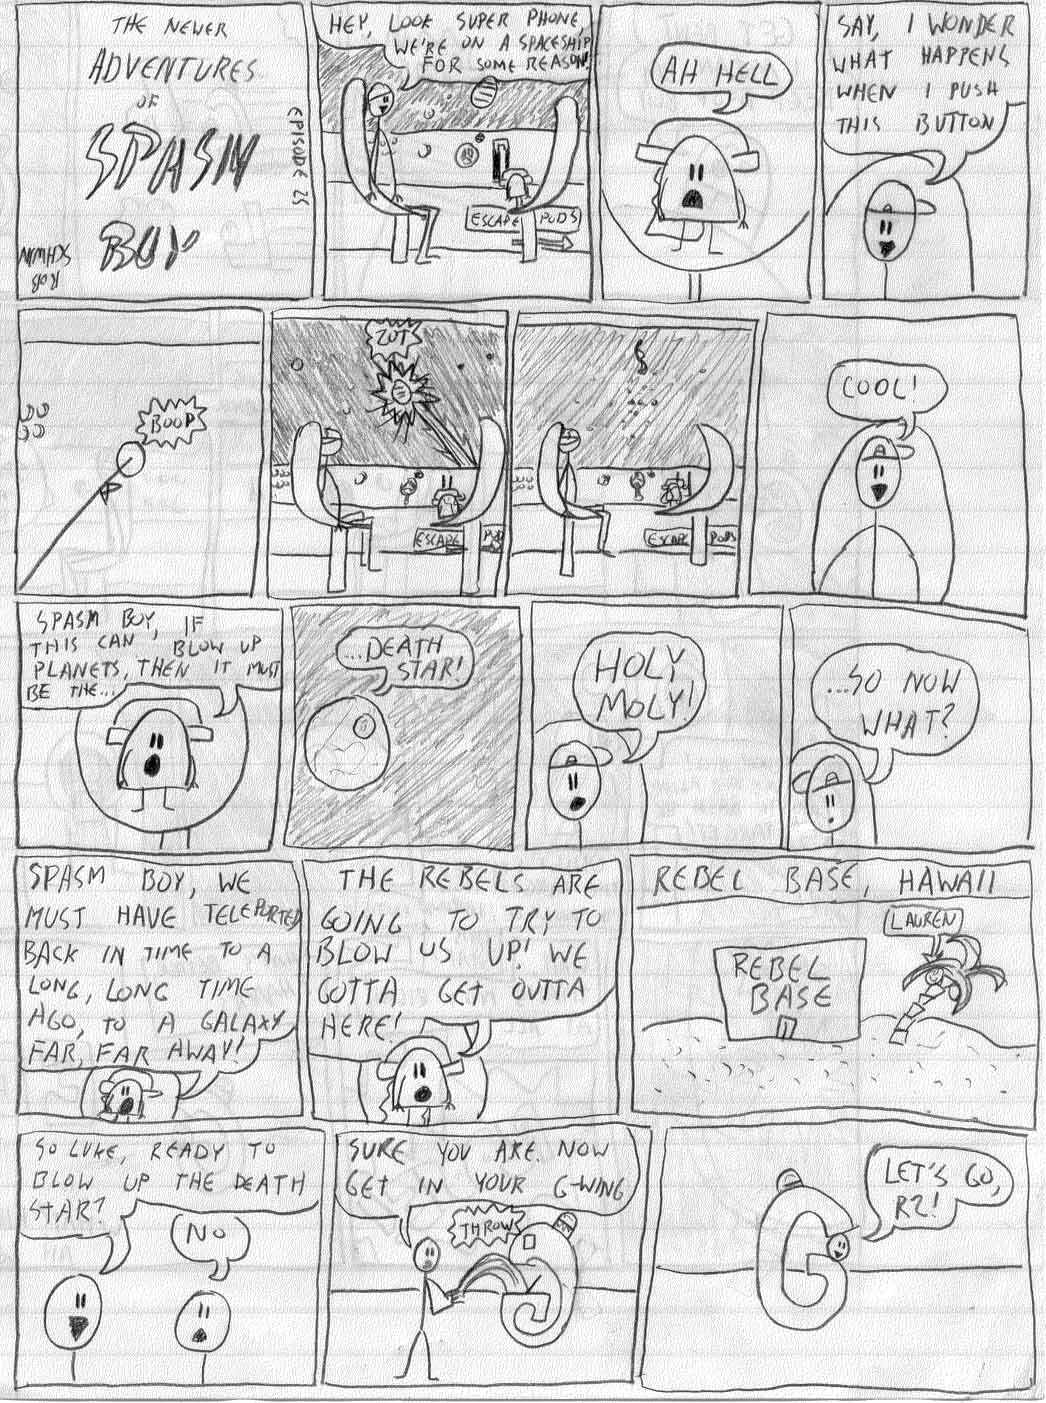 THE NEWER
ADVENTURES
OF
SPASM
BOY
EPISODE 25
ROB
SCHWIN
HEY, LOOK SUPER PHONE,
WE'RE ON A SPACESHIP
FOR SOME REASON!
ESCAPE PODS
AH HELL
SAY, I WONDER
WHAT HAPPENS
WHEN I PUSH
THIS BUTTON
BOOP
ZOT
ESCAPE PODS
ESCAPE PODS
COOL!
SPASM BOY, IF
THIS CAN BLOW UP
PLANETS, THEN IT MUST
BE THE...
...DEATH
STAR!
HOLY
MOLY!
...SO NOW
WHAT?
SPASM BOY, WE
MUST HAVE TELEPORTED
BACK IN TIME TO A
LONG, LONG TIME
AGO, TO A GALAXY
FAR, FAR AWAY!
THE REBELS ARE
GOING TO TRY TO
BLOW US UP! WE
GOTTA GET OUTTA
HERE!
REBEL BASE, HAWAII
LAUREN
REBEL
BASE
SO LUKE, READY TO
BLOW UP THE DEATH
STAR?
NO
SURE YOU ARE. NOW
GET IN YOUR G-WING
THROW
LET'S GO,
R2!